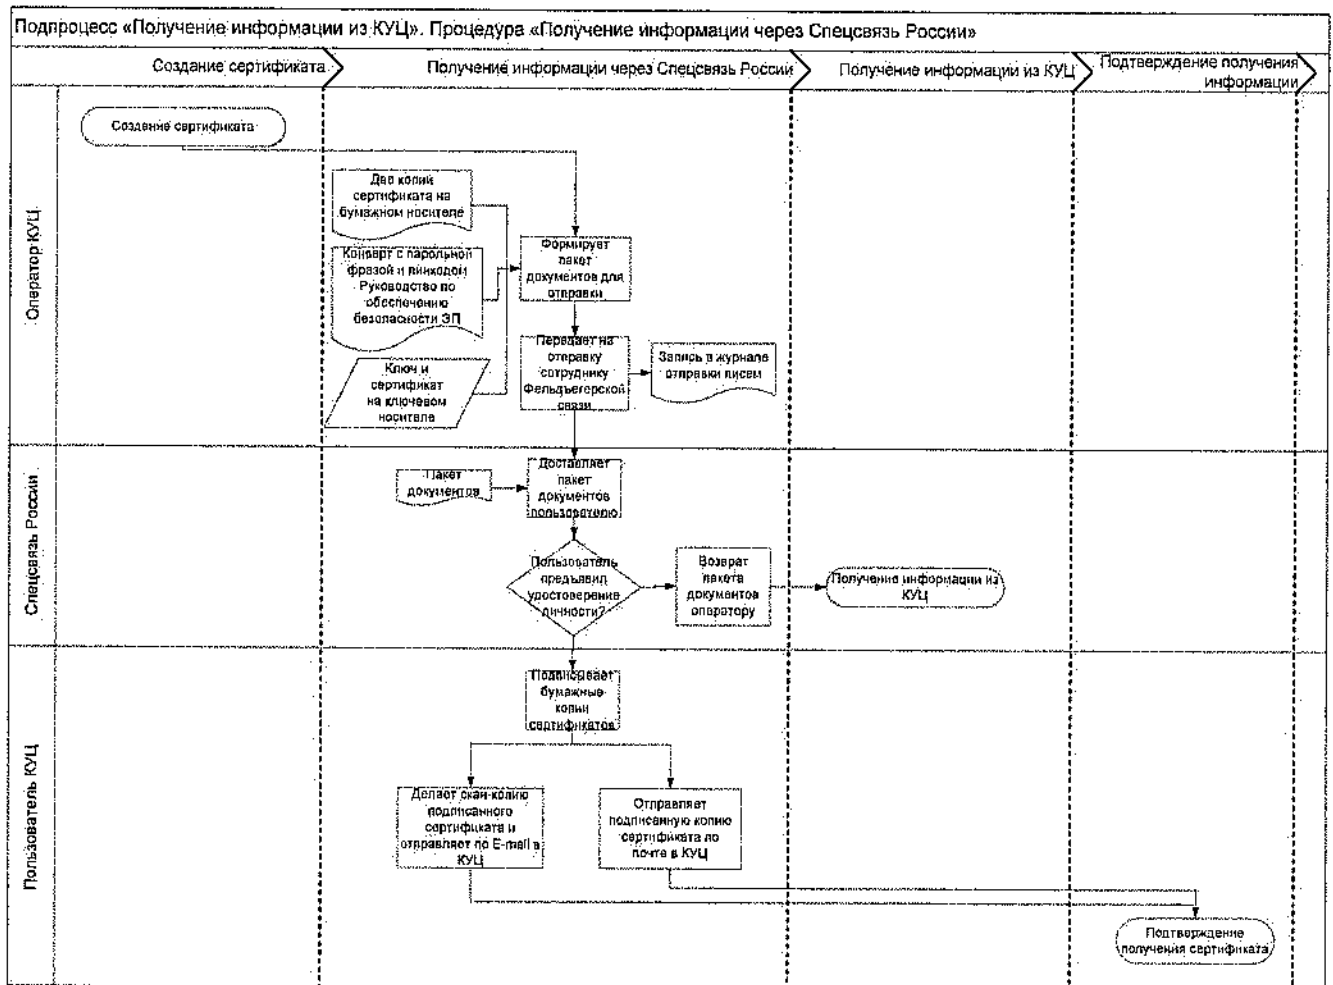 Подпроцесс «Получение информации из КУЦ». Процедура «Получение информации через Спецсвязь России»
Создание сертификата
Получение информации через Спецсвязь России
Получение информации из КУЦ
Подтверждение получения
информации
Оператор КУЦ
Создание сертификата
Две копии
сертификата на
бумажном носителе
Конверт с парольной
фразой и пинкодом
Руководство по
обеспечению
безопасности ЭП
Ключ и
сертификат
на ключевом
носителе
Формирует
пакет
документов для
отправки
Передает на
отправку
сотруднику
Фельдъегерской
связи
Запись в журнале
отправки писем
Спецсвязь России
Пакет
документов
Доставляет
пакет
документов
пользователю
Пользователь
предъявил
удостоверение
личности?
Возврат
пакета
документов
оператору
Получение информации из
КУЦ
Пользователь КУЦ
Подписывает
бумажные
копии
сертификатов
Делает скан-копию
подписанного
сертификата и
отправляет по E-mail в
КУЦ
Отправляет
подписанную копию
сертификата по
почте в КУЦ
Подтверждение
получения сертификата